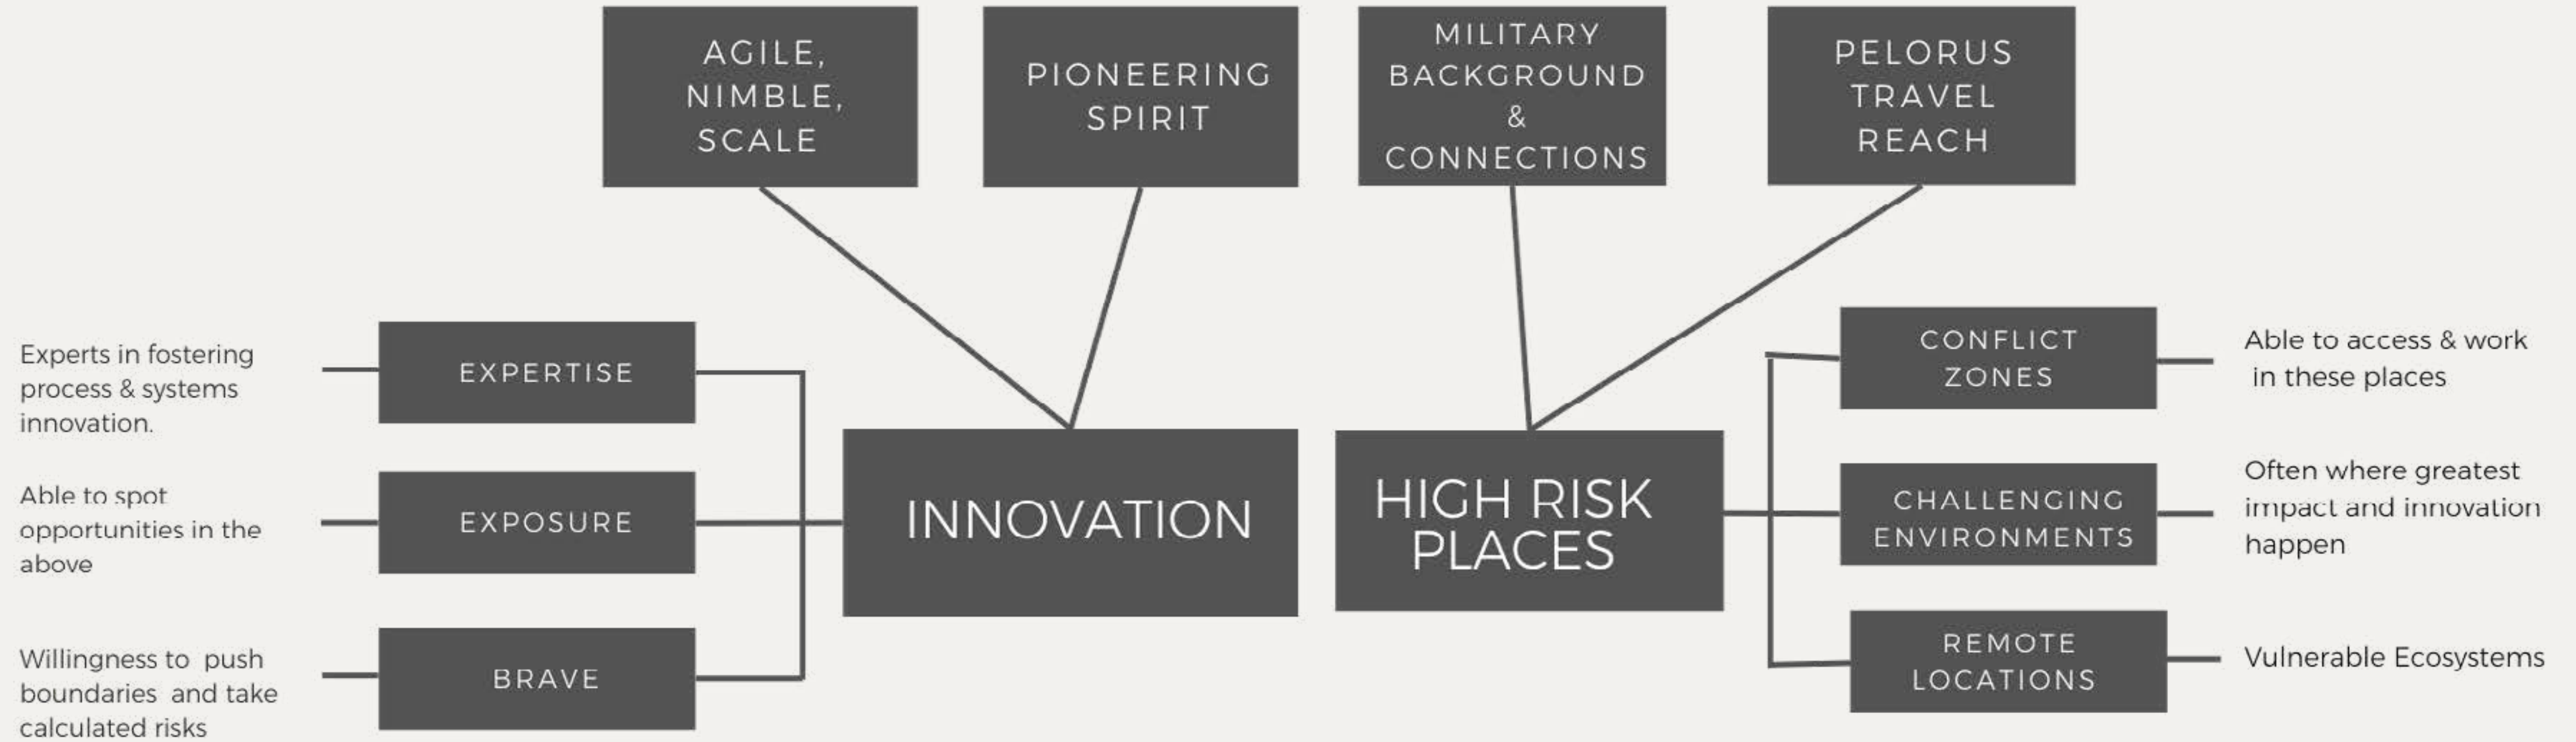 AGILE,
NIMBLE,
SCALE
PIONEERING
SPIRIT
MILITARY
BACKGROUND
&
CONNECTIONS
PELORUS
TRAVEL
REACH
Experts in fostering
process & systems
innovation.
EXPERTISE
Able to spot
opportunities in the
above
EXPOSURE
Willingness to push
boundaries and take
calculated risks
BRAVE
INNOVATION
HIGH RISK
PLACES
CONFLICT
ZONES
Able to access & work
in these places
CHALLENGING
ENVIRONMENTS
Often where greatest
impact and innovation
happen
REMOTE
LOCATIONS
Vulnerable Ecosystems